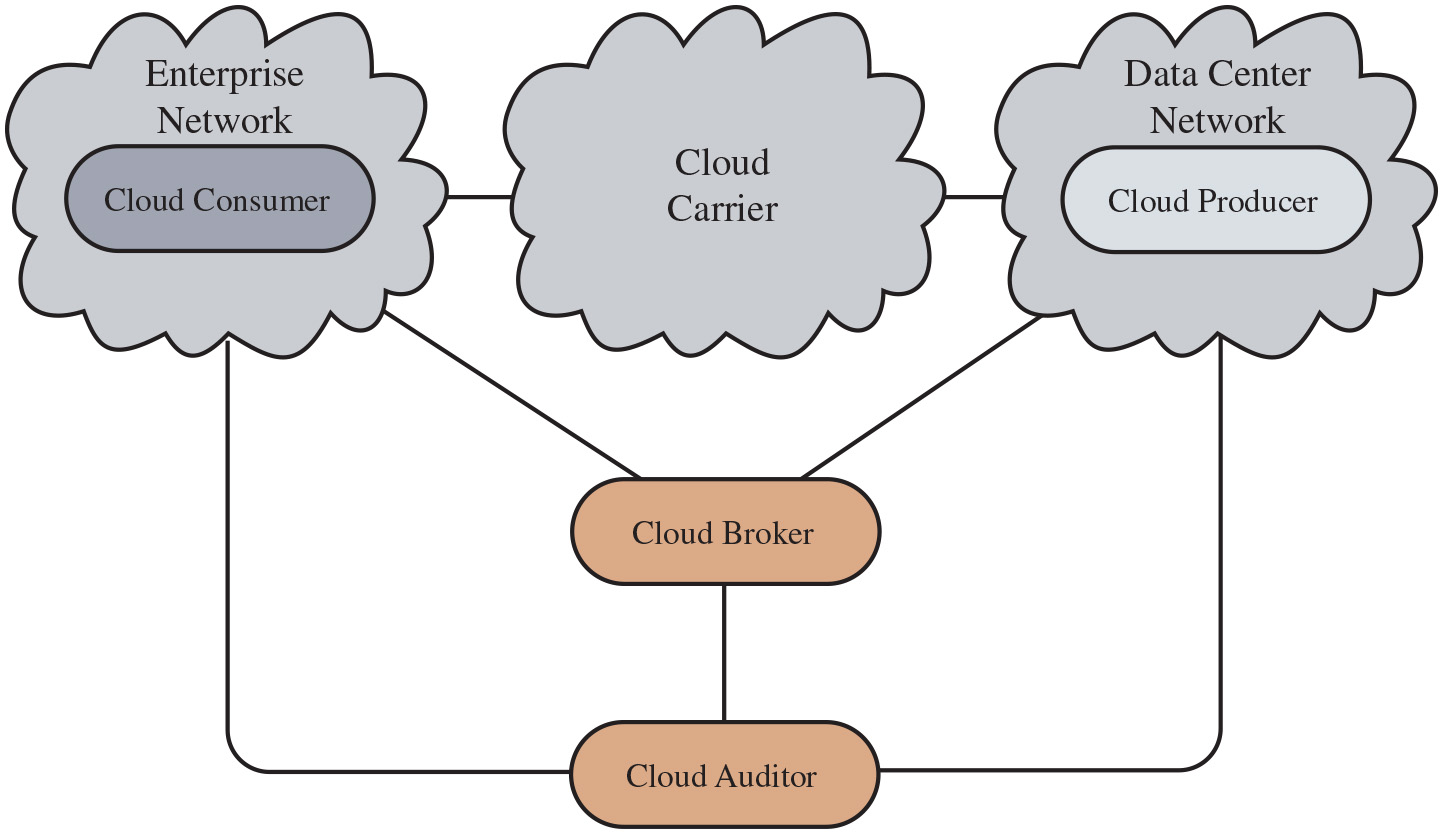 Enterprise
Network
Cloud Consumer
Cloud
Carrier
Data Center
Network
Cloud Producer
Cloud Broker
Cloud Auditor